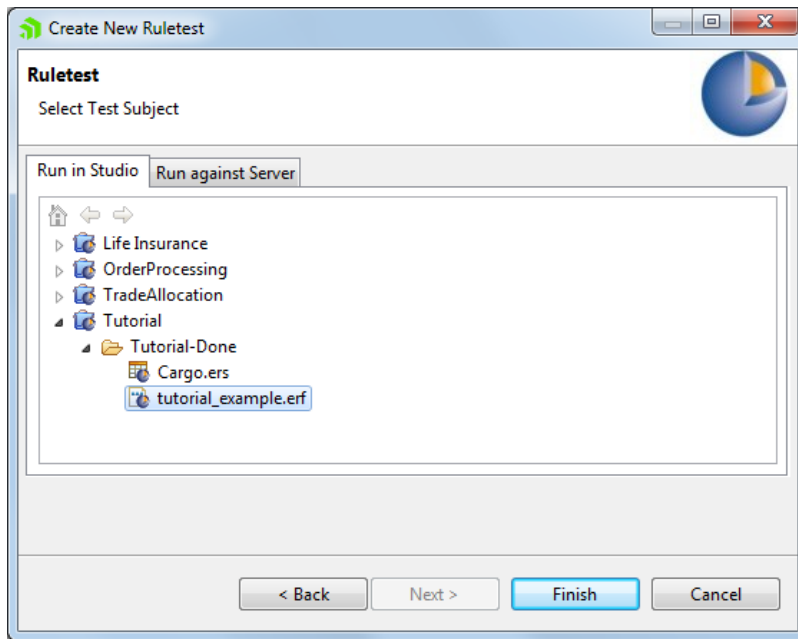 Create New Ruletest
Ruletest
Select Test Subject
Run in Studio Run against Server
Life Insurance
OrderProcessing
TradeAllocation
Tutorial
Tutorial-Done
Cargo.ers
tutorial_example.erf
< Back Next > Finish Cancel